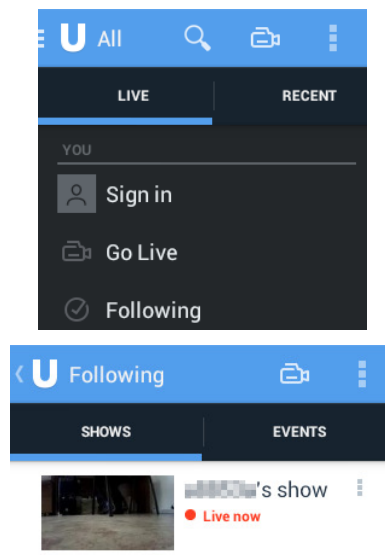 U All
LIVE RECENT
YOU
Sign in
Go Live
Following
U Following
SHOWS EVENTS
's show
Live now